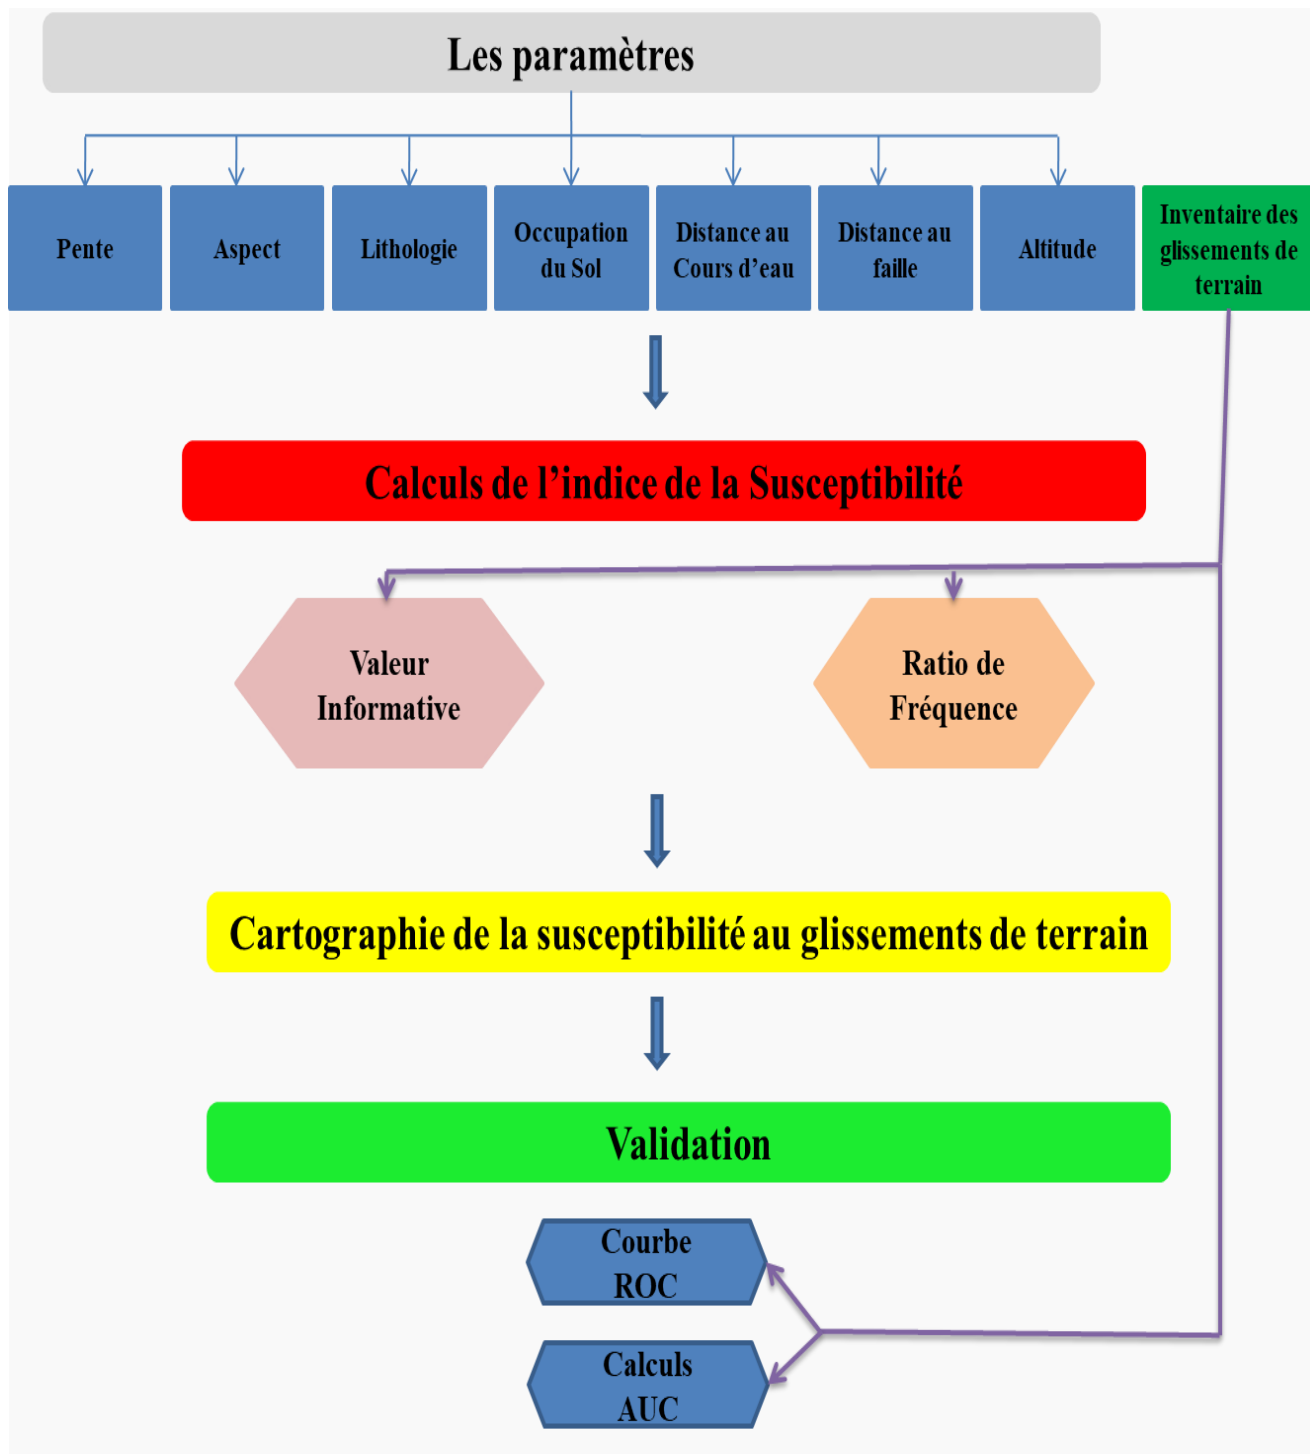 Les paramètres
Pente
Aspect
Lithologie
Occupation
du Sol
Distance au
Cours d’eau
Distance au
faille
Altitude
Inventaire des
glissements de
terrain
Calculs de l’indice de la Susceptibilité
Valeur
Informative
Ratio de
Fréquence
Cartographie de la susceptibilité au glissements de terrain
Validation
Courbe
ROC
Calculs
AUC